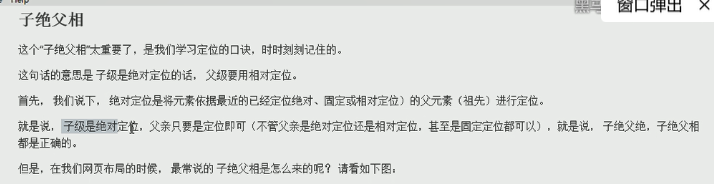 Help
窗口弹出 ×
子绝父相
这个“子绝父相”太重要了，是我们学习定位的口诀，时时刻刻记住的。
这句话的意思是 子级是绝对定位的话， 父级要用相对定位。
首先， 我们说下， 绝对定位是将元素依据最近的已经定位绝对、固定或相对定位）的父元素（祖先）进行定位。
就是说， 子级是绝对定位，父亲只要是定位即可（不管父亲是绝对定位还是相对定位，甚至是固定定位都可以），就是说， 子绝父绝，子绝父相
都是正确的。
但是，在我们网页布局的时候， 最常说的 子绝父相是怎么来的呢？ 请看如下图：